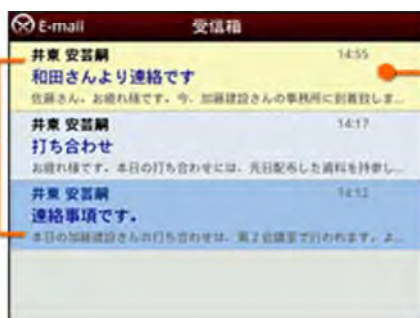 E-mail 受信箱
井東 安芸嗣 14:55
和田さんより連絡です
佐藤さん、お疲れ様です。今、加藤建設さんの事務所に到着致しま...
井東 安芸嗣 14:17
打ち合わせ
お疲れ様です。本日の打ち合わせには、先日配布した資料を持参し...
井東 安芸嗣 14:12
連絡事項です。
本日の加藤建設さんの打ち合わせは、第2会議室で行われます。よ...